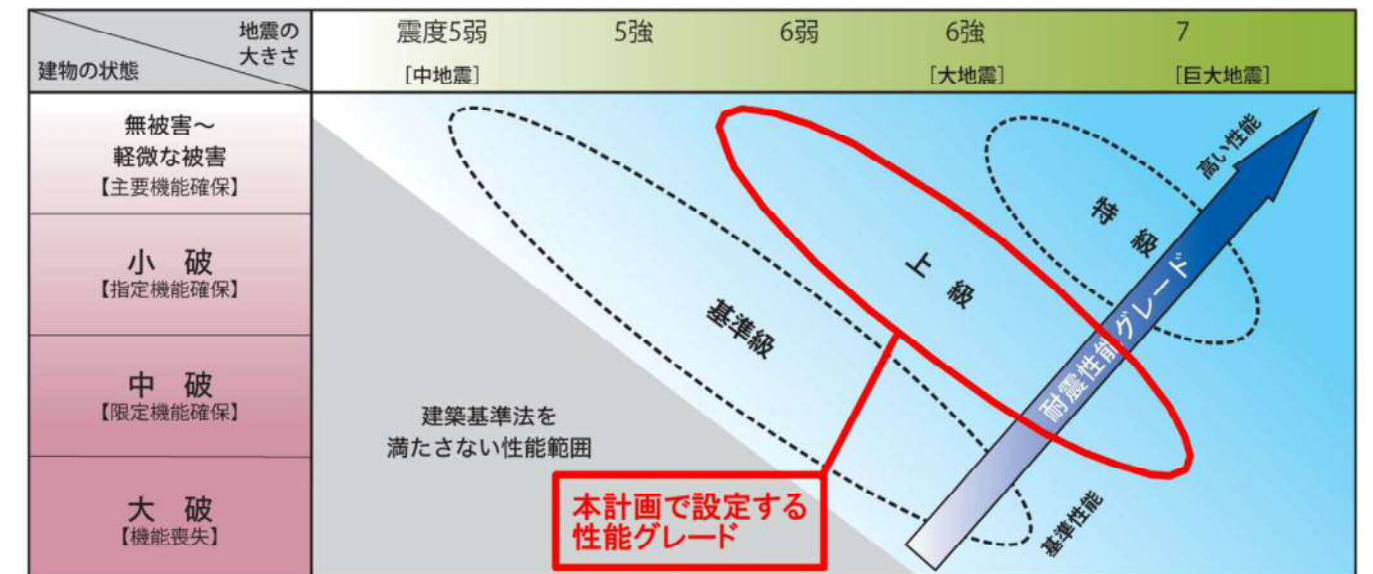 地震の
大きさ
建物の状態
震度5弱
5強
6弱
6強
7
[中地震]
[大地震]
[巨大地震]
無被害～
軽微な被害
【主要機能確保】
小 破
【指定機能確保】
中 破
【限定機能確保】
大 破
【機能喪失】
高い性能
特級
上級
基準級
耐震性能グレード
基準性能
建築基準法を
満たさない性能範囲
本計画で設定する
性能グレード